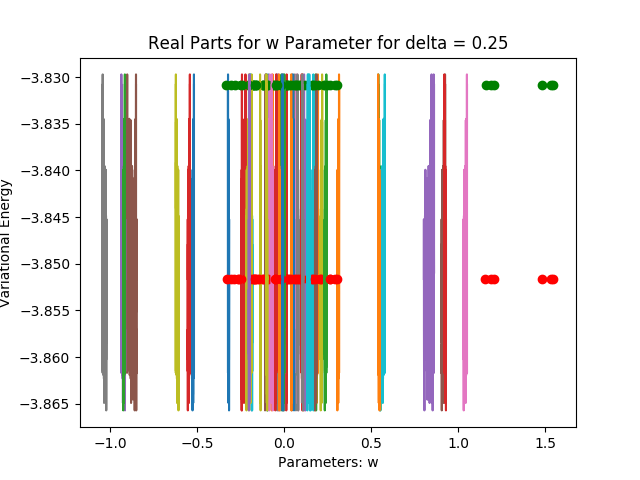 Real Parts for w Parameter for delta = 0.25
−3.830
−3.835
−3.840
−3.845
−3.850
−3.855
−3.860
−3.865
Variational Energy
−1.0 −0.5 0.0 0.5 1.0 1.5
Parameters: w